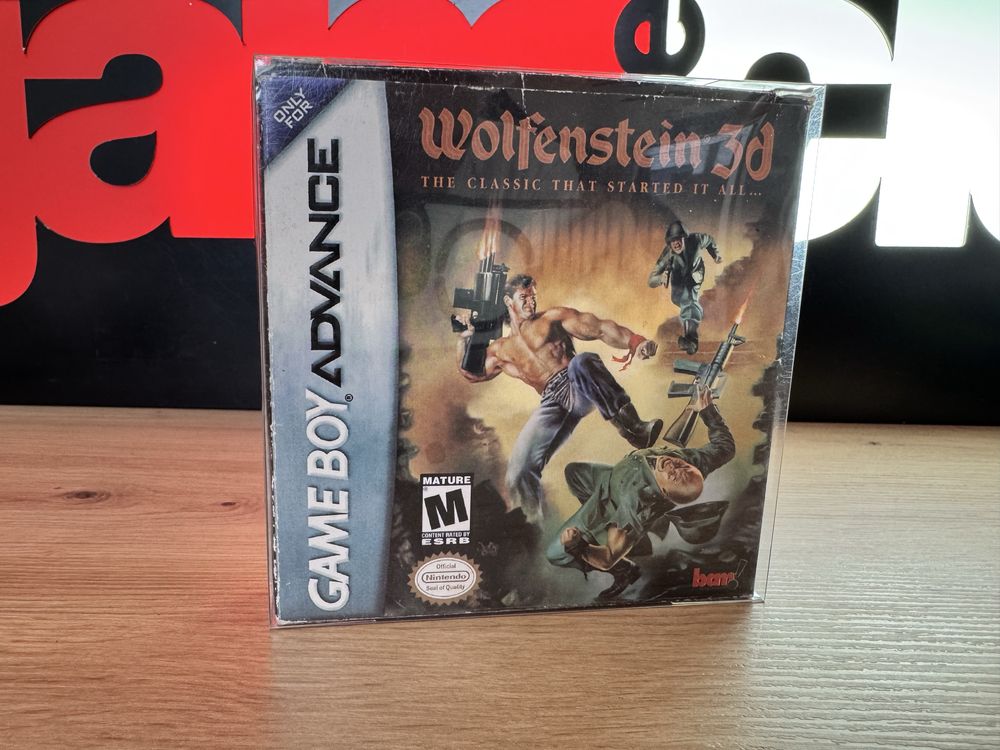 ONLY
FOR
GAME BOY ADVANCE
Wolfenstein 3d
THE CLASSIC THAT STARTED IT ALL...
MATURE
M
CONTENT RATED BY
ESRB
Official
Nintendo
Seal of Quality
bam!